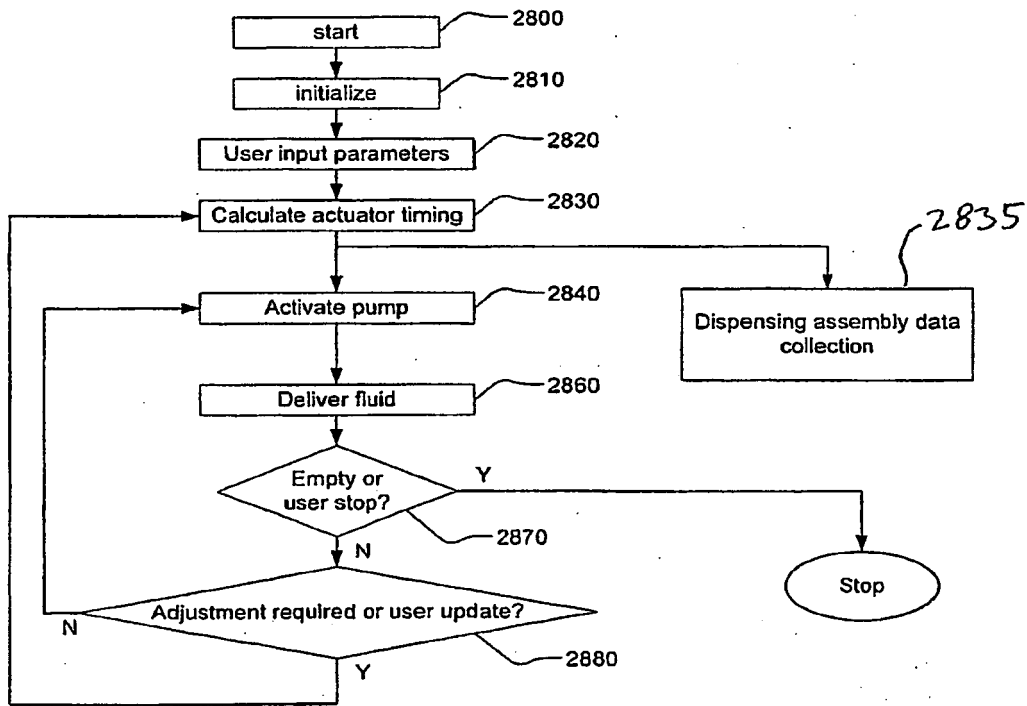 start
2800
initialize
2810
User input parameters
2820
Calculate actuator timing
2830
2835
Activate pump
2840
Dispensing assembly data
collection
Deliver fluid
2860
Empty or
user stop?
Y
2870
N
Stop
Adjustment required or user update?
N
2880
Y